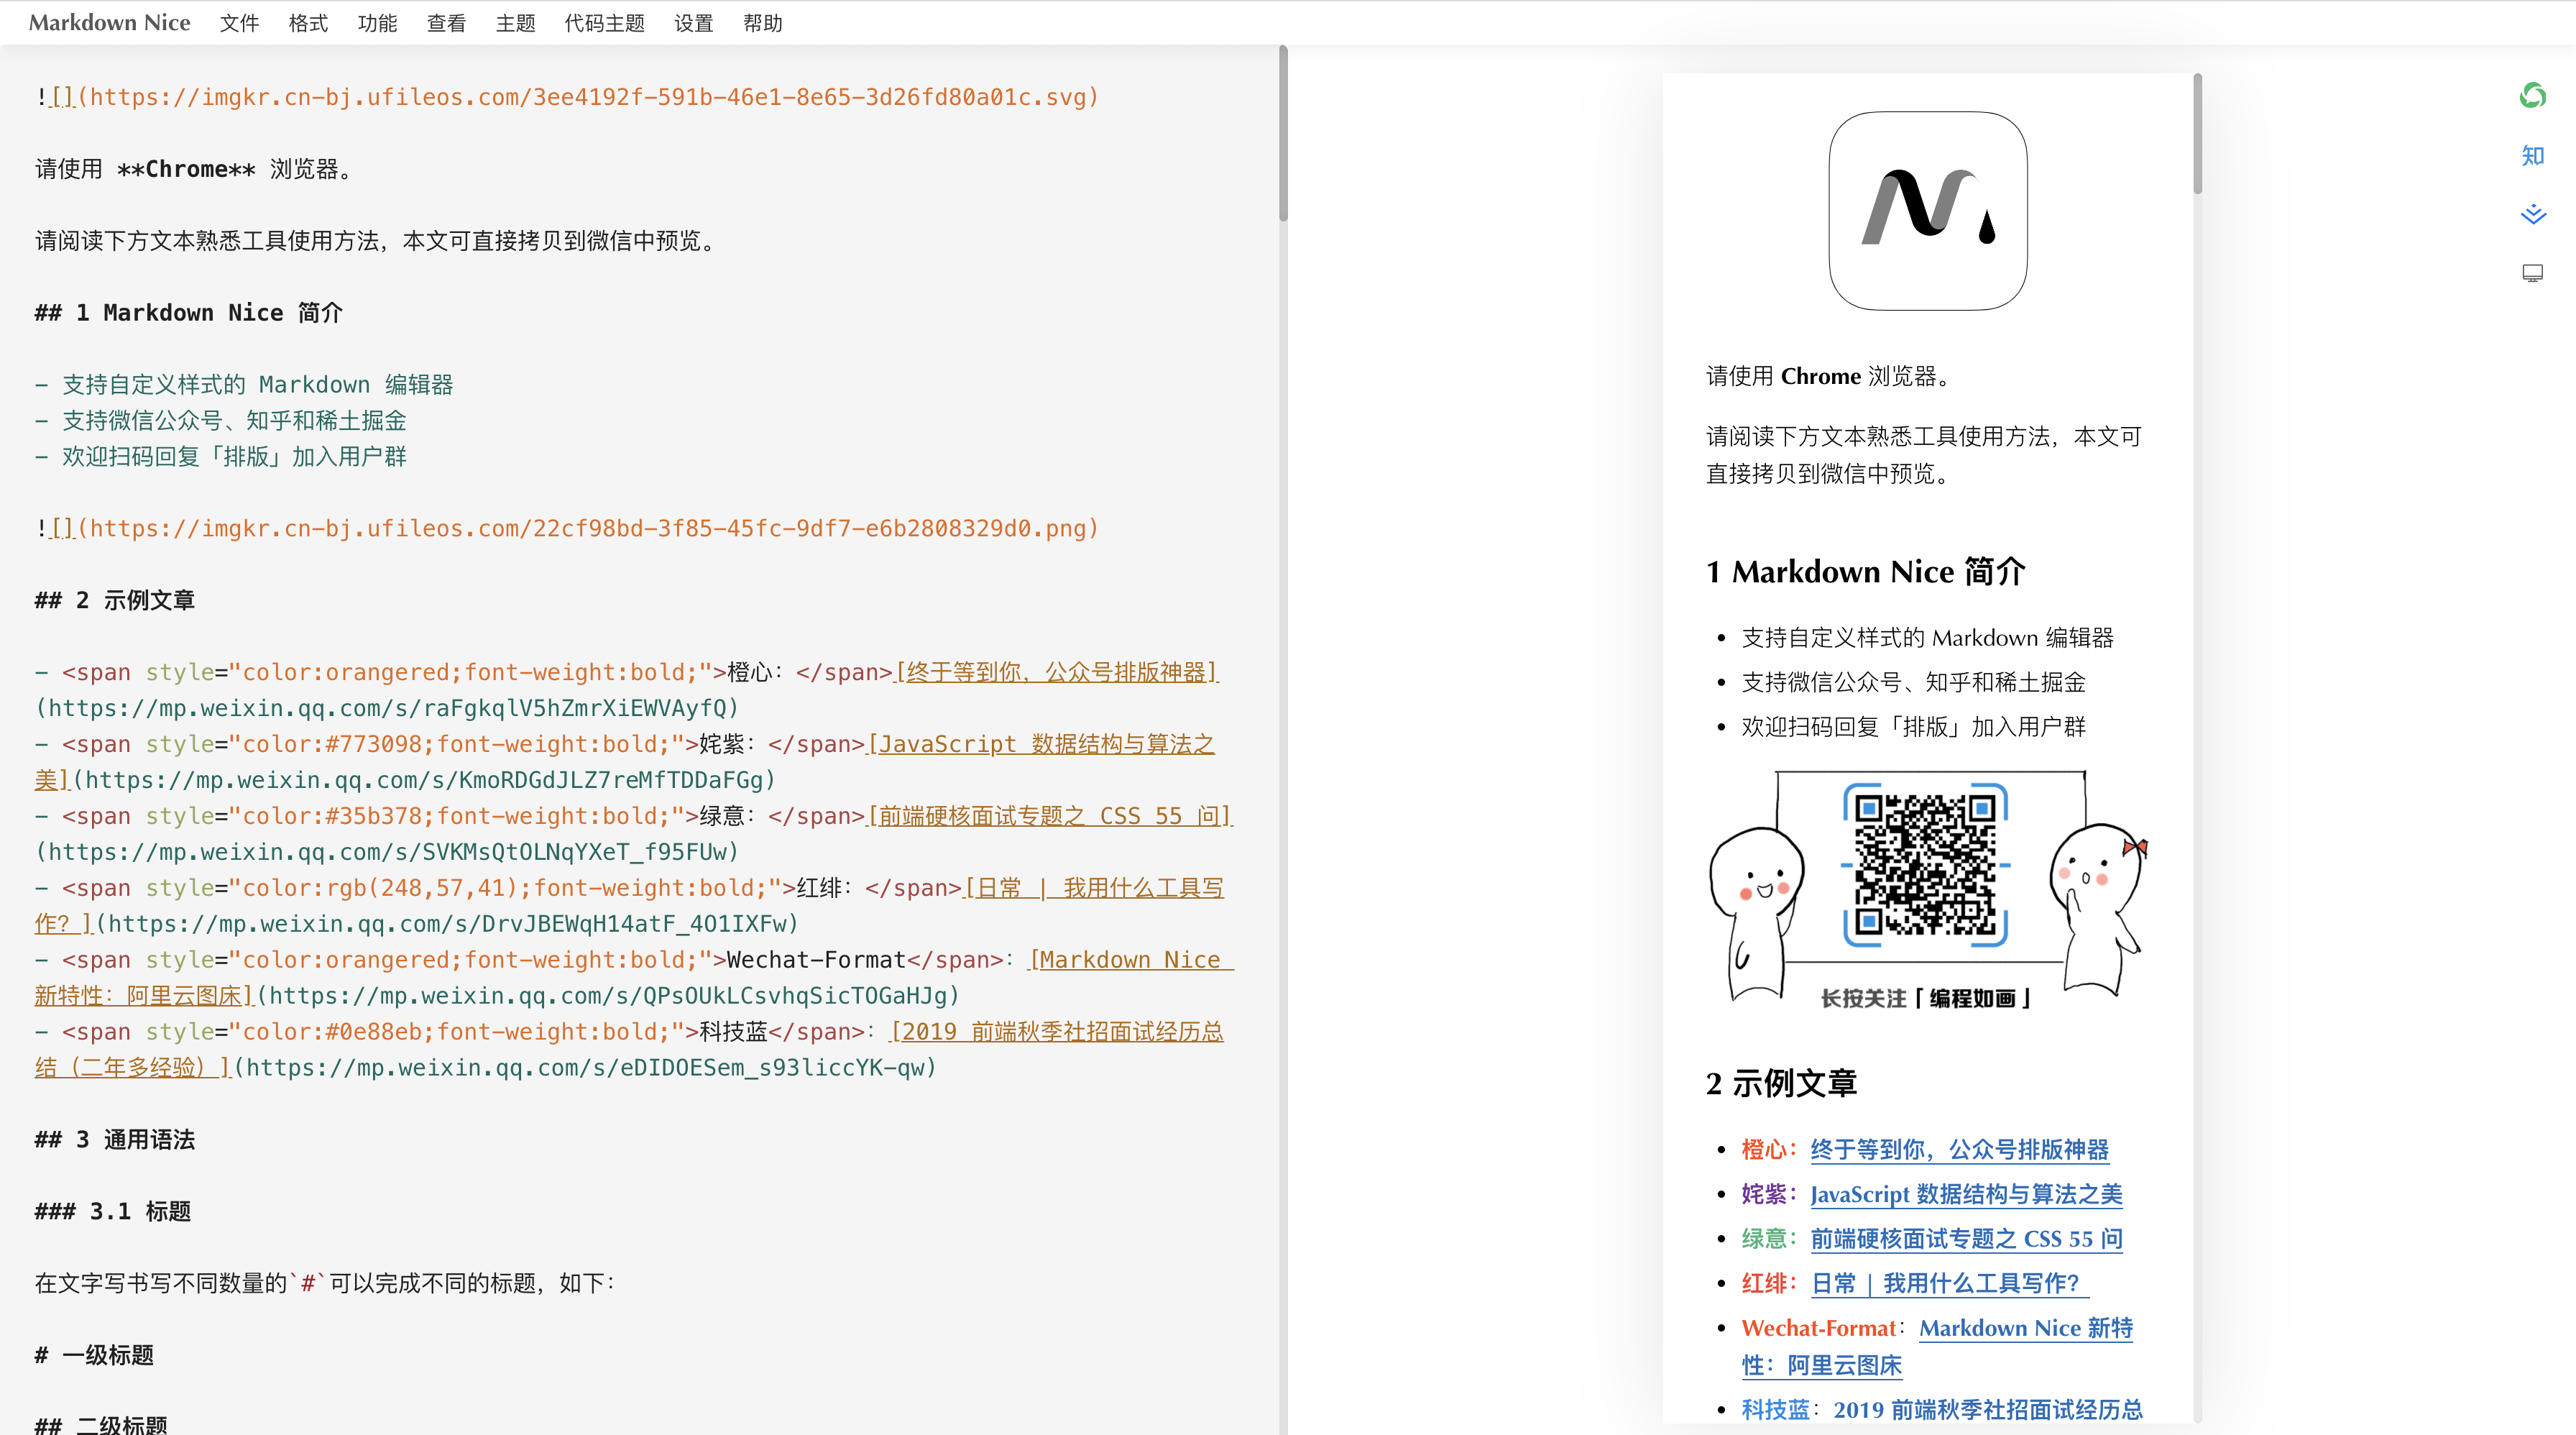 Markdown Nice 文件 格式 功能 查看 主题 代码主题 设置 帮助
![](https://imgkr.cn-bj.ufileos.com/3ee4192f-591b-46e1-8e65-3d26fd80a01c.svg)
请使用 **Chrome** 浏览器。
请阅读下方文本熟悉工具使用方法，本文可直接拷贝到微信中预览。
## 1 Markdown Nice 简介
- 支持自定义样式的 Markdown 编辑器
- 支持微信公众号、知乎和稀土掘金
- 欢迎扫码回复「排版」加入用户群
![](https://imgkr.cn-bj.ufileos.com/22cf98bd-3f85-45fc-9df7-e6b2808329d0.png)
## 2 示例文章
- <span style="color:orangered;font-weight:bold;">橙心：</span>[终于等到你，公众号排版神器]
(https://mp.weixin.qq.com/s/raFgkqlV5hZmrXiEWVAyfQ)
- <span style="color:#773098;font-weight:bold;">姹紫：</span>[JavaScript 数据结构与算法之
美](https://mp.weixin.qq.com/s/KmoRDGdJLZ7reMfTDDaFGg)
- <span style="color:#35b378;font-weight:bold;">绿意：</span>[前端硬核面试专题之 CSS 55 问]
(https://mp.weixin.qq.com/s/SVKMsQtOLNqYXeT_f95FUw)
- <span style="color:rgb(248,57,41);font-weight:bold;">红绯：</span>[日常 | 我用什么工具写
作？](https://mp.weixin.qq.com/s/DrvJBEWqH14atF_4O1IXFw)
- <span style="color:orangered;font-weight:bold;">Wechat-Format</span>：[Markdown Nice
新特性：阿里云图床](https://mp.weixin.qq.com/s/QPsOUkLCsvhqSicTOGaHJg)
- <span style="color:#0e88eb;font-weight:bold;">科技蓝</span>：[2019 前端秋季社招面试经历总
结（二年多经验）](https://mp.weixin.qq.com/s/eDIDOESem_s93liccYK-qw)
## 3 通用语法
### 3.1 标题
在文字写书写不同数量的`#`可以完成不同的标题，如下：
# 一级标题
## 二级标题
请使用 Chrome 浏览器。
请阅读下方文本熟悉工具使用方法，本文可
直接拷贝到微信中预览。
1 Markdown Nice 简介
• 支持自定义样式的 Markdown 编辑器
• 支持微信公众号、知乎和稀土掘金
• 欢迎扫码回复「排版」加入用户群
长按关注「编程如画」
2 示例文章
• 橙心：终于等到你，公众号排版神器
• 姹紫：JavaScript 数据结构与算法之美
• 绿意：前端硬核面试专题之 CSS 55 问
• 红绯：日常 | 我用什么工具写作？
• Wechat-Format：Markdown Nice 新特
性：阿里云图床
• 科技蓝：2019 前端秋季社招面试经历总
知